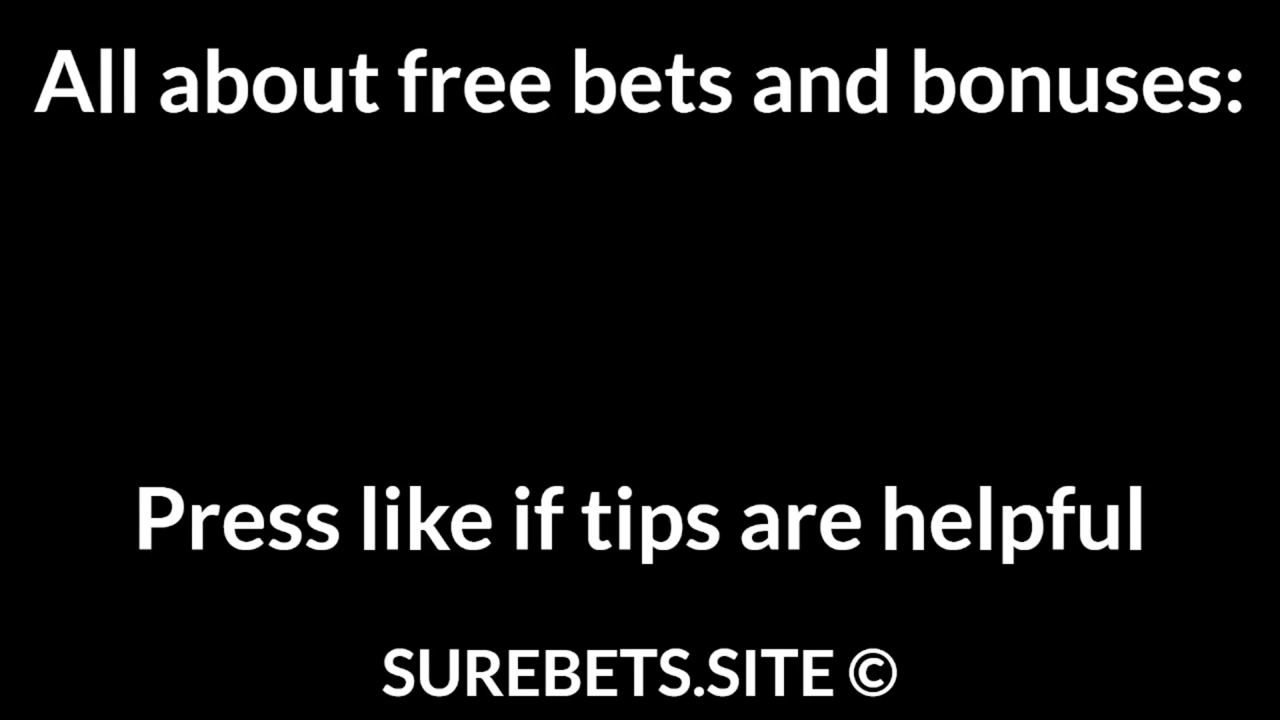 All about free bets and bonuses:
Press like if tips are helpful
SUREBETS.SITE ©